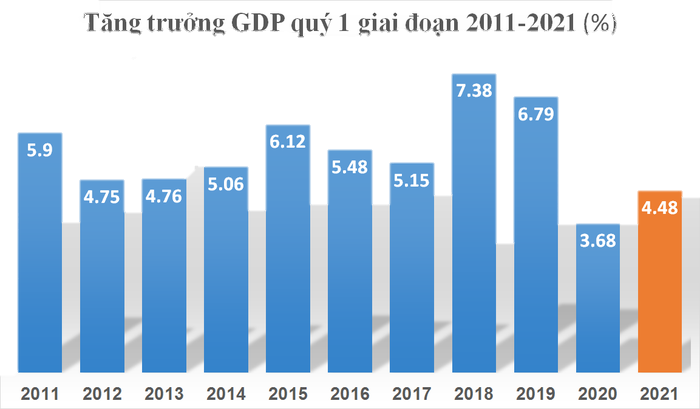 Tăng trưởng GDP quý 1 giai đoạn 2011-2021 (%)
5.9 4.75 4.76 5.06 6.12 5.48 5.15 7.38 6.79 3.68 4.48
2011 2012 2013 2014 2015 2016 2017 2018 2019 2020 2021